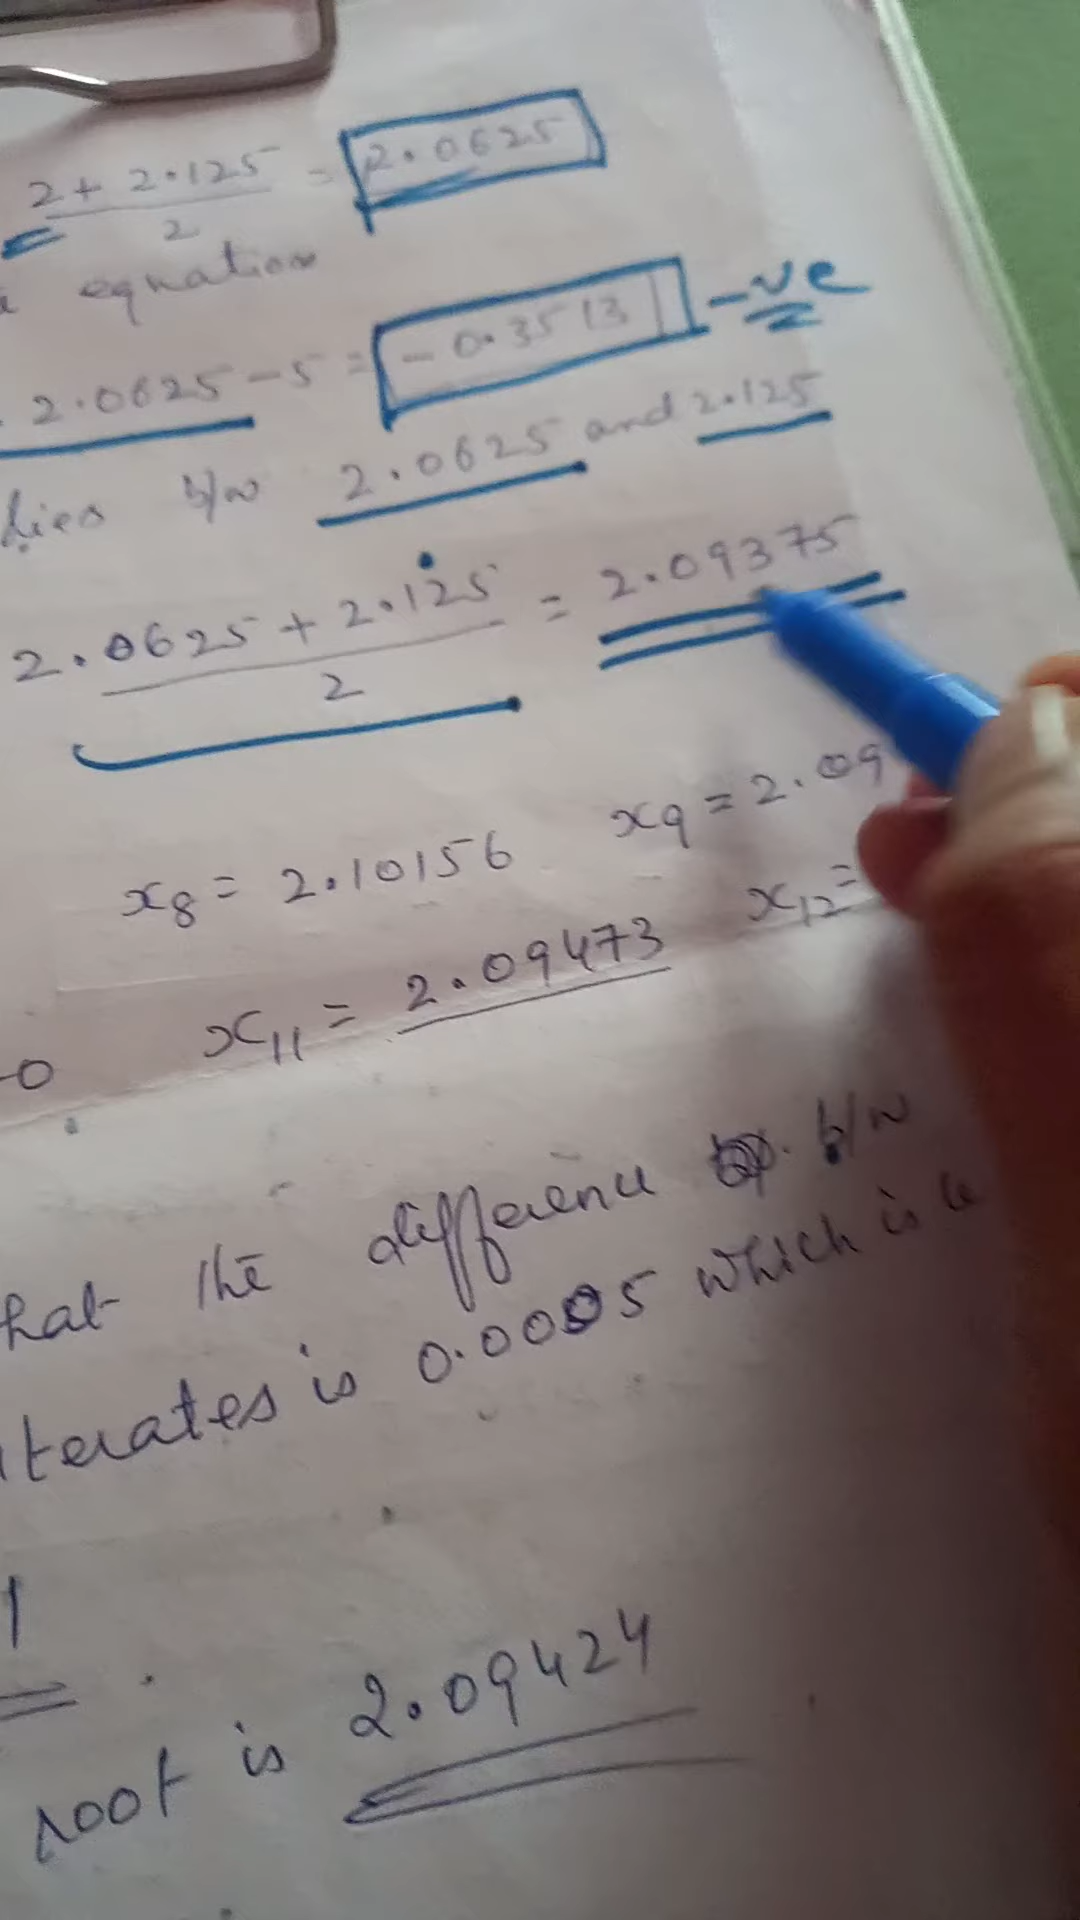 2 + 2.125 / 2 = 2.0625
equation
2.0625 - 5 = - 0.3513 -ve
lies b/w 2.0625 and 2.125
2.0625 + 2.125 / 2 = 2.09375
x8 = 2.10156 x9 = 2.09
x11 = 2.09473 x12 =
hat the difference b/w
iterates is 0.0005 which is
root is 2.09424